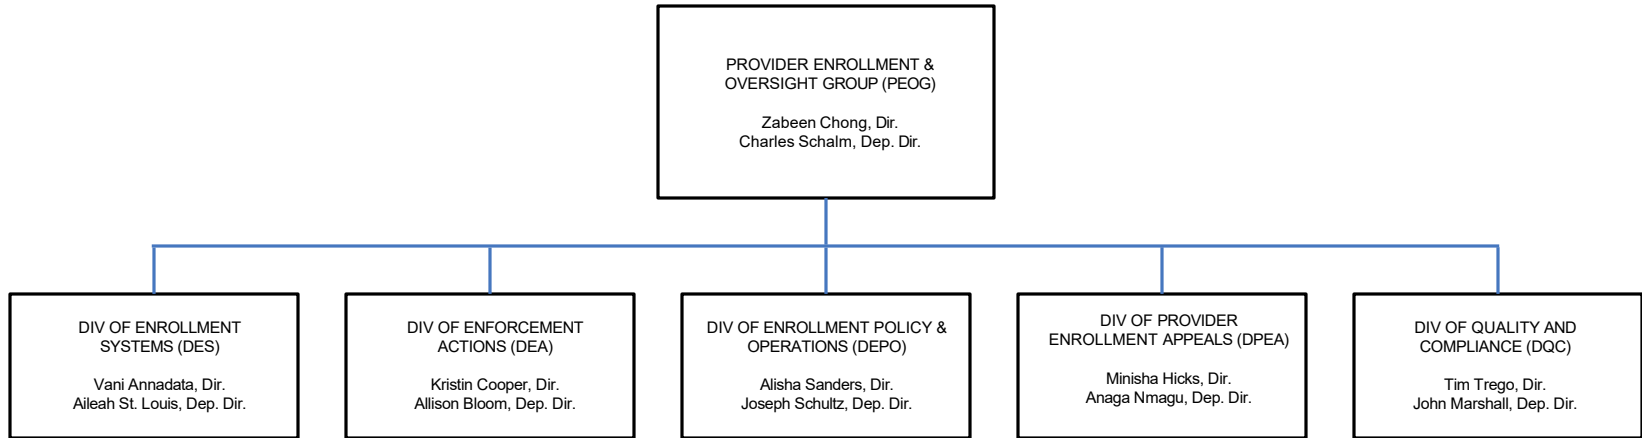 PROVIDER ENROLLMENT &
OVERSIGHT GROUP (PEOG)
Zabeen Chong, Dir.
Charles Schalm, Dep. Dir.
DIV OF ENROLLMENT
SYSTEMS (DES)
Vani Annadata, Dir.
Aileah St. Louis, Dep. Dir.
DIV OF ENFORCEMENT
ACTIONS (DEA)
Kristin Cooper, Dir.
Allison Bloom, Dep. Dir.
DIV OF ENROLLMENT POLICY &
OPERATIONS (DEPO)
Alisha Sanders, Dir.
Joseph Schultz, Dep. Dir.
DIV OF PROVIDER
ENROLLMENT APPEALS (DPEA)
Minisha Hicks, Dir.
Anaga Nmagu, Dep. Dir.
DIV OF QUALITY AND
COMPLIANCE (DQC)
Tim Trego, Dir.
John Marshall, Dep. Dir.